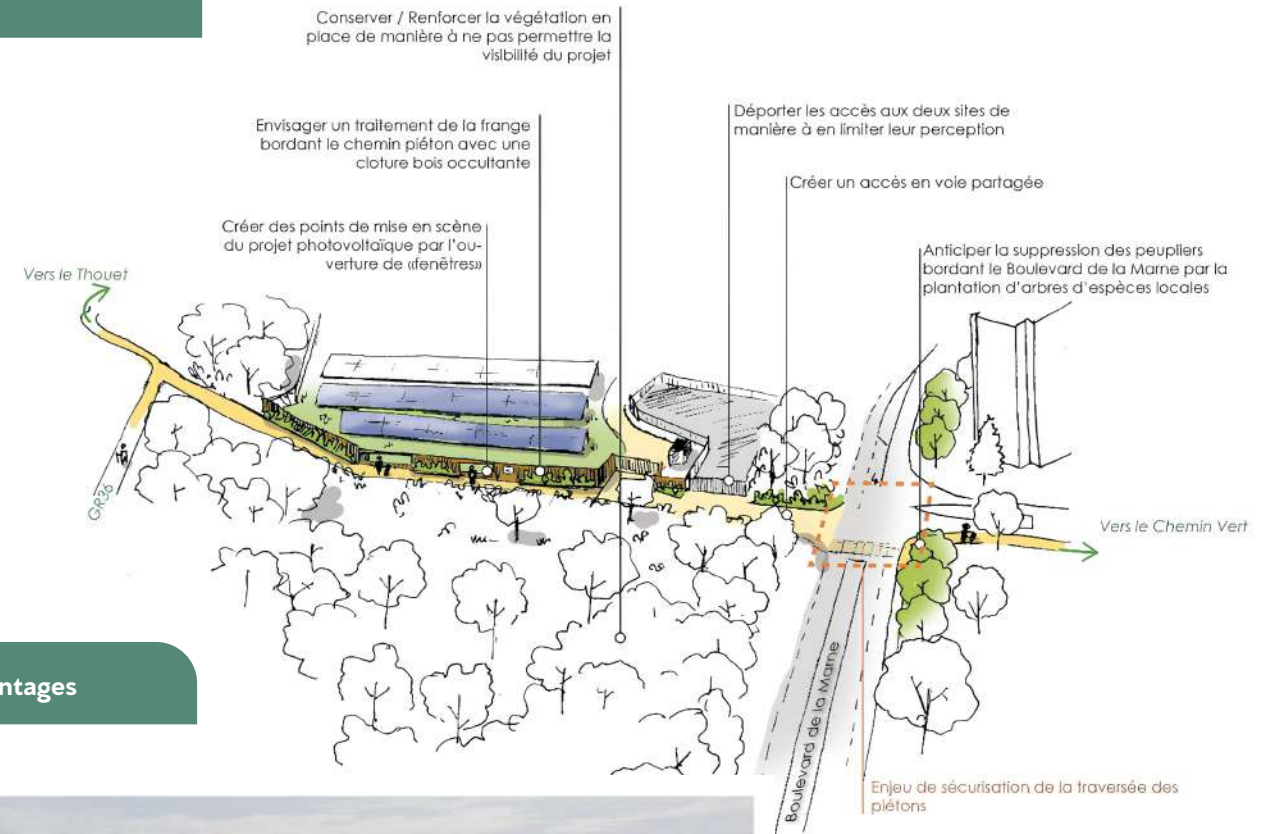 Conserver / Renforcer la végétation en
place de manière à ne pas permettre la
visibilité du projet
Envisager un traitement de la frange
bordant le chemin piéton avec une
cloture bois occultante
Déporter les accès aux deux sites de
manière à en limiter leur perception
Créer un accès en voie partagée
Créer des points de mise en scène
du projet photovoltaïque par l'ou-
verture de «fenêtres»
Anticiper la suppression des peupliers
bordant le Boulevard de la Marne par la
plantation d'arbres d'espèces locales
Vers le Thouet
GR36
Vers le Chemin Vert
Boulevard de la Marne
ntages
Enjeu de sécurisation de la traversée des
piétons